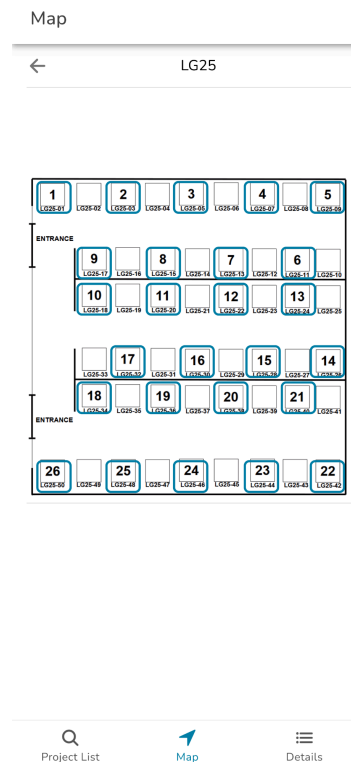 Map
LG25
1 2 3 4 5
LG25-01 LG25-02 LG25-03 LG25-04 LG25-05 LG25-06 LG25-07 LG25-08 LG25-09
ENTRANCE
9 8 7 6
LG25-17 LG25-16 LG25-15 LG25-14 LG25-13 LG25-12 LG25-11 LG25-10
10 11 12 13
LG25-18 LG25-19 LG25-20 LG25-21 LG25-22 LG25-23 LG25-24 LG25-25
17 16 15 14
LG25-33 LG25-32 LG25-31 LG25-30 LG25-29 LG25-28 LG25-27 LG25-26
18 19 20 21
LG25-34 LG25-35 LG25-36 LG25-37 LG25-38 LG25-39 LG25-40 LG25-41
ENTRANCE
26 25 24 23 22
LG25-50 LG25-49 LG25-48 LG25-47 LG25-46 LG25-45 LG25-44 LG25-43 LG25-42
Project List Map Details